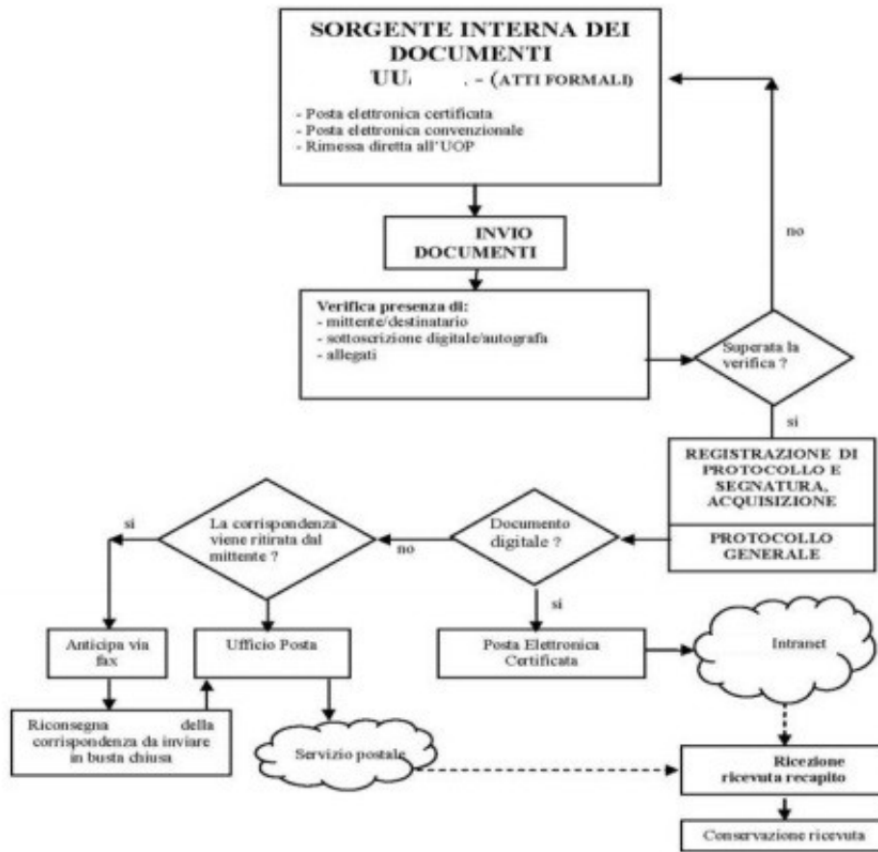 SORGENTE INTERNA DEI
DOCUMENTI
UU. . - (ATTI FORMALI)
- Posta elettronica certificata
- Posta elettronica convenzionale
- Rimessa diretta all'UOP
INVIO
DOCUMENTI
no
Verifica presenza di:
- mittente/destinatario
- sottoscrizione digitale/autografa
- allegati
Superata la
verifica ?
si
REGISTRAZIONE DI
PROTOCOLLO E
SEGNATURA,
ACQUISIZIONE
PROTOCOLLO
GENERALE
Documento
digitale ?
no
si
La corrispondenza
viene ritirata dal
mittente ?
si
Anticipa via
fax
Ufficio Posta
Posta Elettronica
Certificata
Intranet
Riconsegna della
corrispondenza da inviare
in busta chiusa
Servizio postale
Ricezione
ricevuta recapito
Conservazione ricevuta